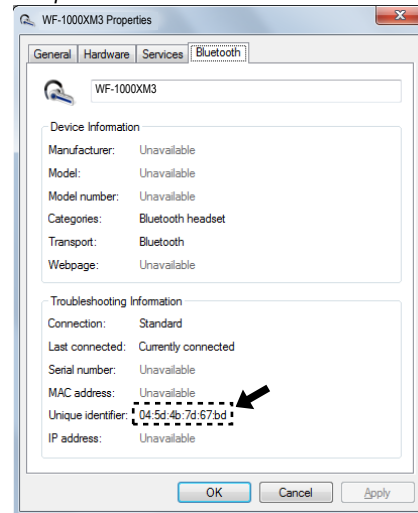 WF-1000XM3 Properties
General Hardware Services Bluetooth
WF-1000XM3
Device Information
Manufacturer: Unavailable
Model: Unavailable
Model number: Unavailable
Categories: Bluetooth headset
Transport: Bluetooth
Webpage: Unavailable
Troubleshooting Information
Connection: Standard
Last connected: Currently connected
Serial number: Unavailable
MAC address: Unavailable
Unique identifier: 04:5d:4b:7d:67:bd
IP address: Unavailable
OK Cancel Apply